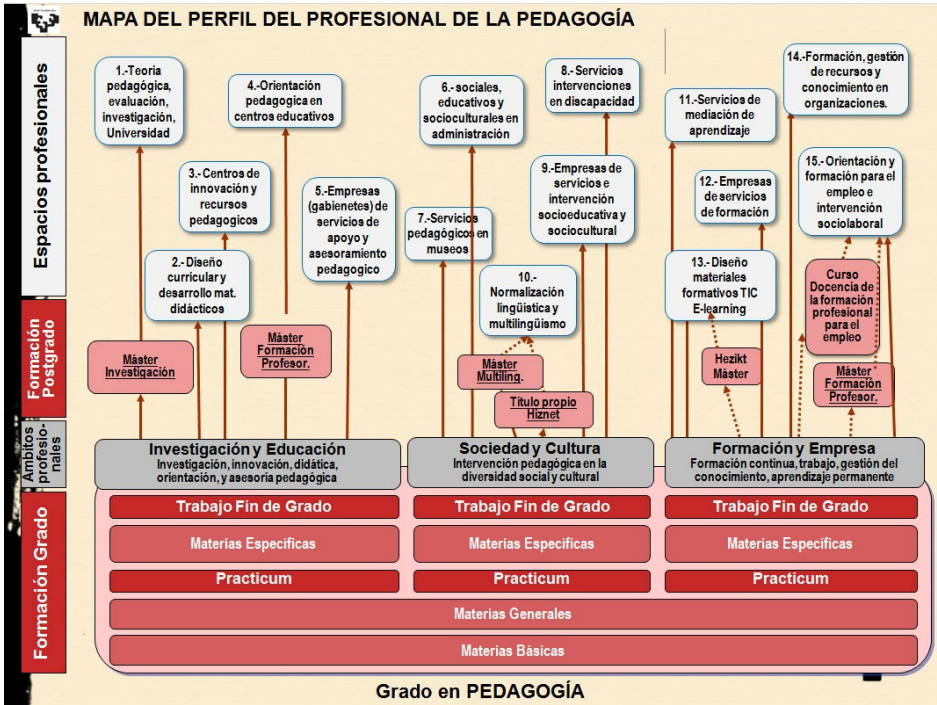 MAPA DEL PERFIL DEL PROFESIONAL DE LA PEDAGOGÍA
Espacios profesionales
1.-Teoria
pedagógica,
evaluación,
investigación,
Universidad
4.-Orientación
pedagogica en
centros educativos
3.-Centros de
innovación y
recursos
pedagogicos
5.-Empresas
(gabienetes) de
servicios de
apoyo y
asesoramiento
pedagogico
2.-Diseño
curricular y
desarrollo mat.
didácticos
6.-sociales,
educativos y
socioculturales en
administración
8.- Servicios
intervenciones
en discapacidad
9.-Empresas de
servicios e
intervención
socioeducativa y
sociocultural
7.-Servicios
pedagógicos en
museos
10.-
Normalización
lingüística y
multilingüismo
14.-Formación, gestión
de recursos y
conocimiento en
organizaciones.
11.-Servicios de
mediación de
aprendizaje
15.-Orientación y
formación para el
empleo e
intervención
sociolaboral
12.-Empresas
de servicios
de formación
13.-Diseño
materiales
formativos TIC
E-learning
Formación
Postgrado
Máster
Investigación
Máster
Formación
Profesor.
Máster
Multilinq.
Título propio
Hiznet
Hezikt
Máster
Curso
Docencia de
la formación
profesional
para el
empleo
Máster
Formación
Profesor.
Ámbitos
profesio-
nales
Investigación y Educación
Investigación, innovación, didática,
orientación, y asesoria pedagógica
Sociedad y Cultura
Intervención pedagógica en la
diversidad social y cultural
Formación y Empresa
Formación continua, trabajo, gestión del
conocimiento, aprendizaje permanente
Formación Grado
Trabajo Fin de Grado
Trabajo Fin de Grado
Trabajo Fin de Grado
Materias Específicas
Materias Específicas
Materias Específicas
Practicum
Practicum
Practicum
Materias Generales
Materias Básicas
Grado en PEDAGOGÍA